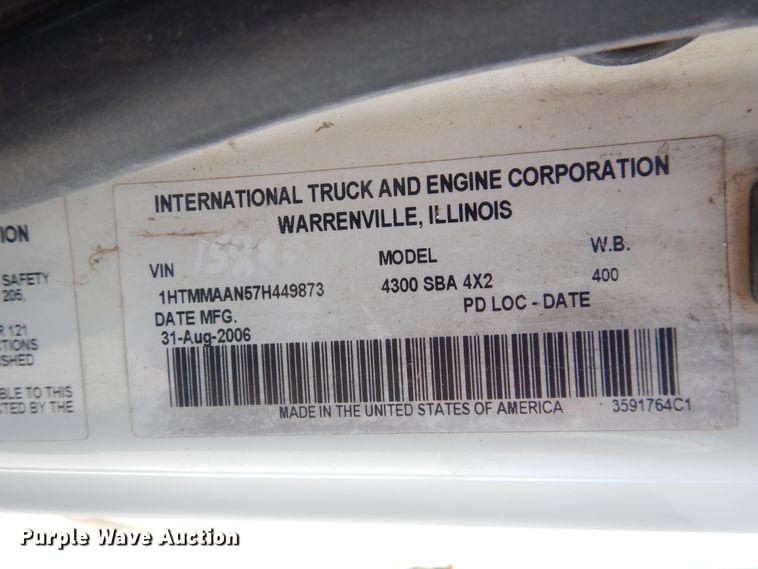 INTERNATIONAL TRUCK AND ENGINE CORPORATION
WARRENVILLE, ILLINOIS
VIN MODEL W.B.
1HTMMAAN57H449873 4300 SBA 4X2 400
DATE MFG. PD LOC - DATE
31-Aug-2006
MADE IN THE UNITED STATES OF AMERICA 3591764C1
ION
SAFETY
205,
R 121
CTIONS
ISHED
BLE TO THIS
CTED BY THE
Purple Wave Auction